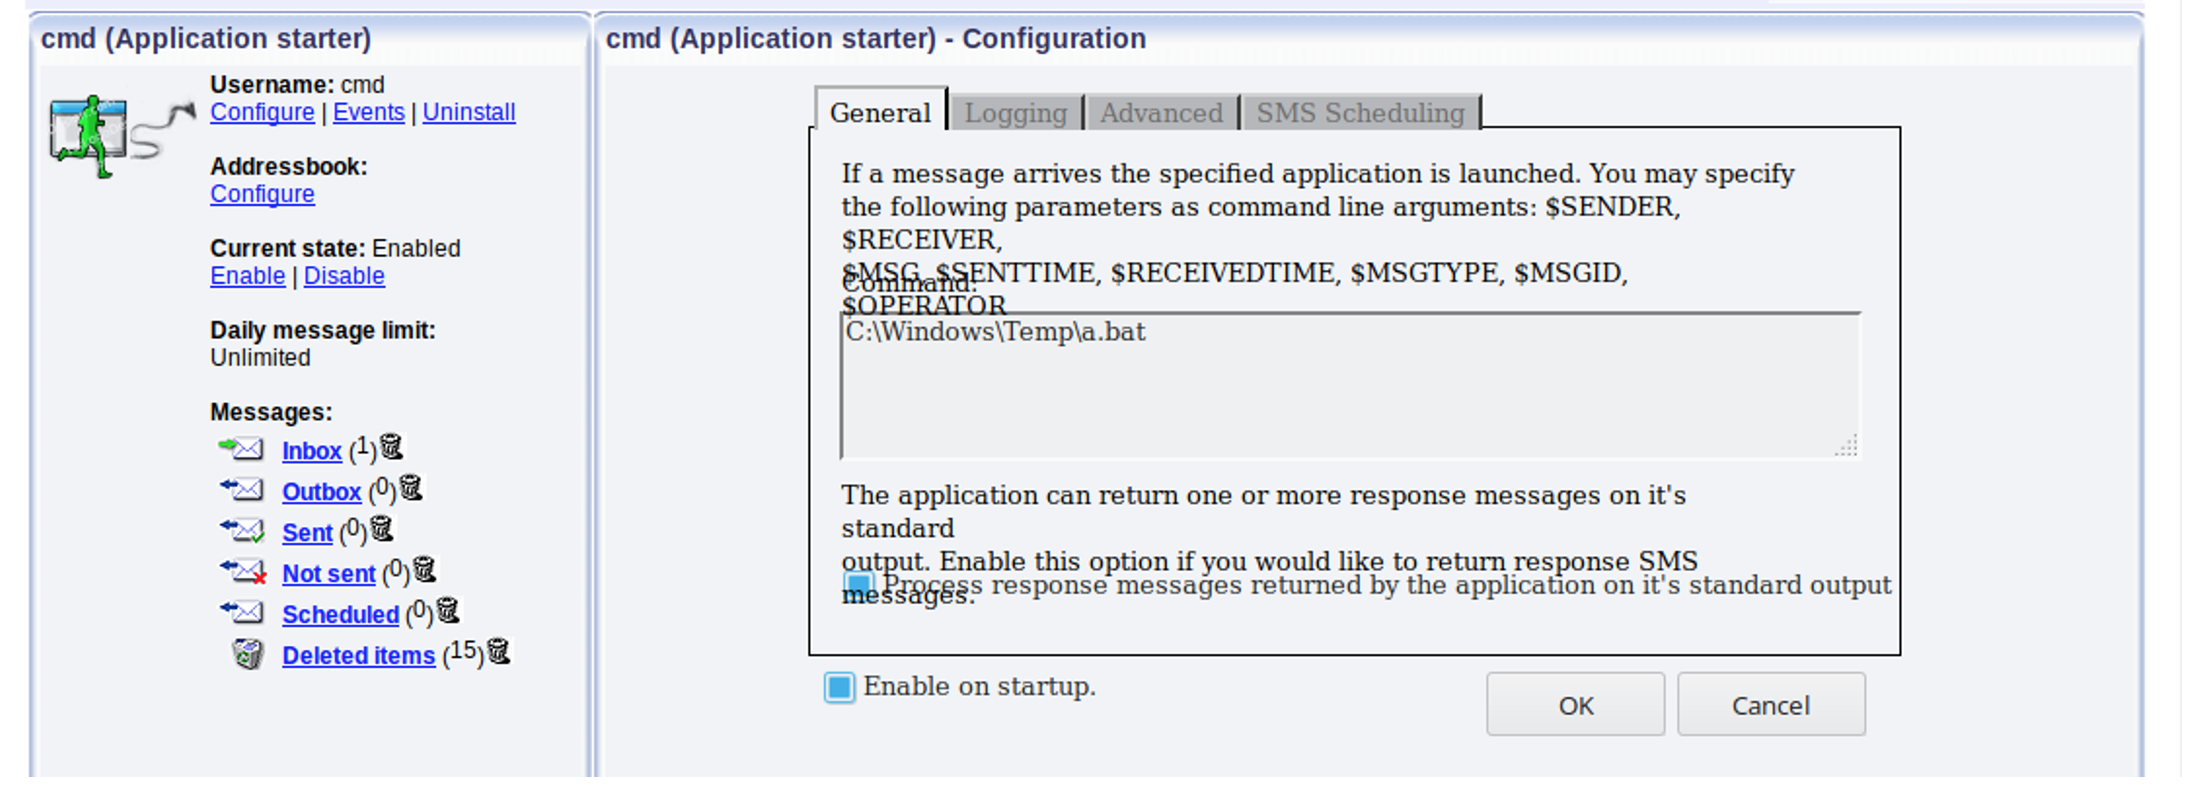 cmd (Application starter)
Username: cmd
Configure | Events | Uninstall
Addressbook:
Configure
Current state: Enabled
Enable | Disable
Daily message limit:
Unlimited
Messages:
Inbox (1)
Outbox (0)
Sent (0)
Not sent (0)
Scheduled (0)
Deleted items (15)
cmd (Application starter) - Configuration
General Logging Advanced SMS Scheduling
If a message arrives the specified application is launched. You may specify
the following parameters as command line arguments: $SENDER,
$RECEIVER,
$MSG, $SENTTIME, $RECEIVEDTIME, $MSGTYPE, $MSGID,
Command:
$OPERATOR
C:\Windows\Temp\a.bat
The application can return one or more response messages on it's
standard
output. Enable this option if you would like to return response SMS
Process response messages returned by the application on it's standard output
messages.
Enable on startup.
OK Cancel